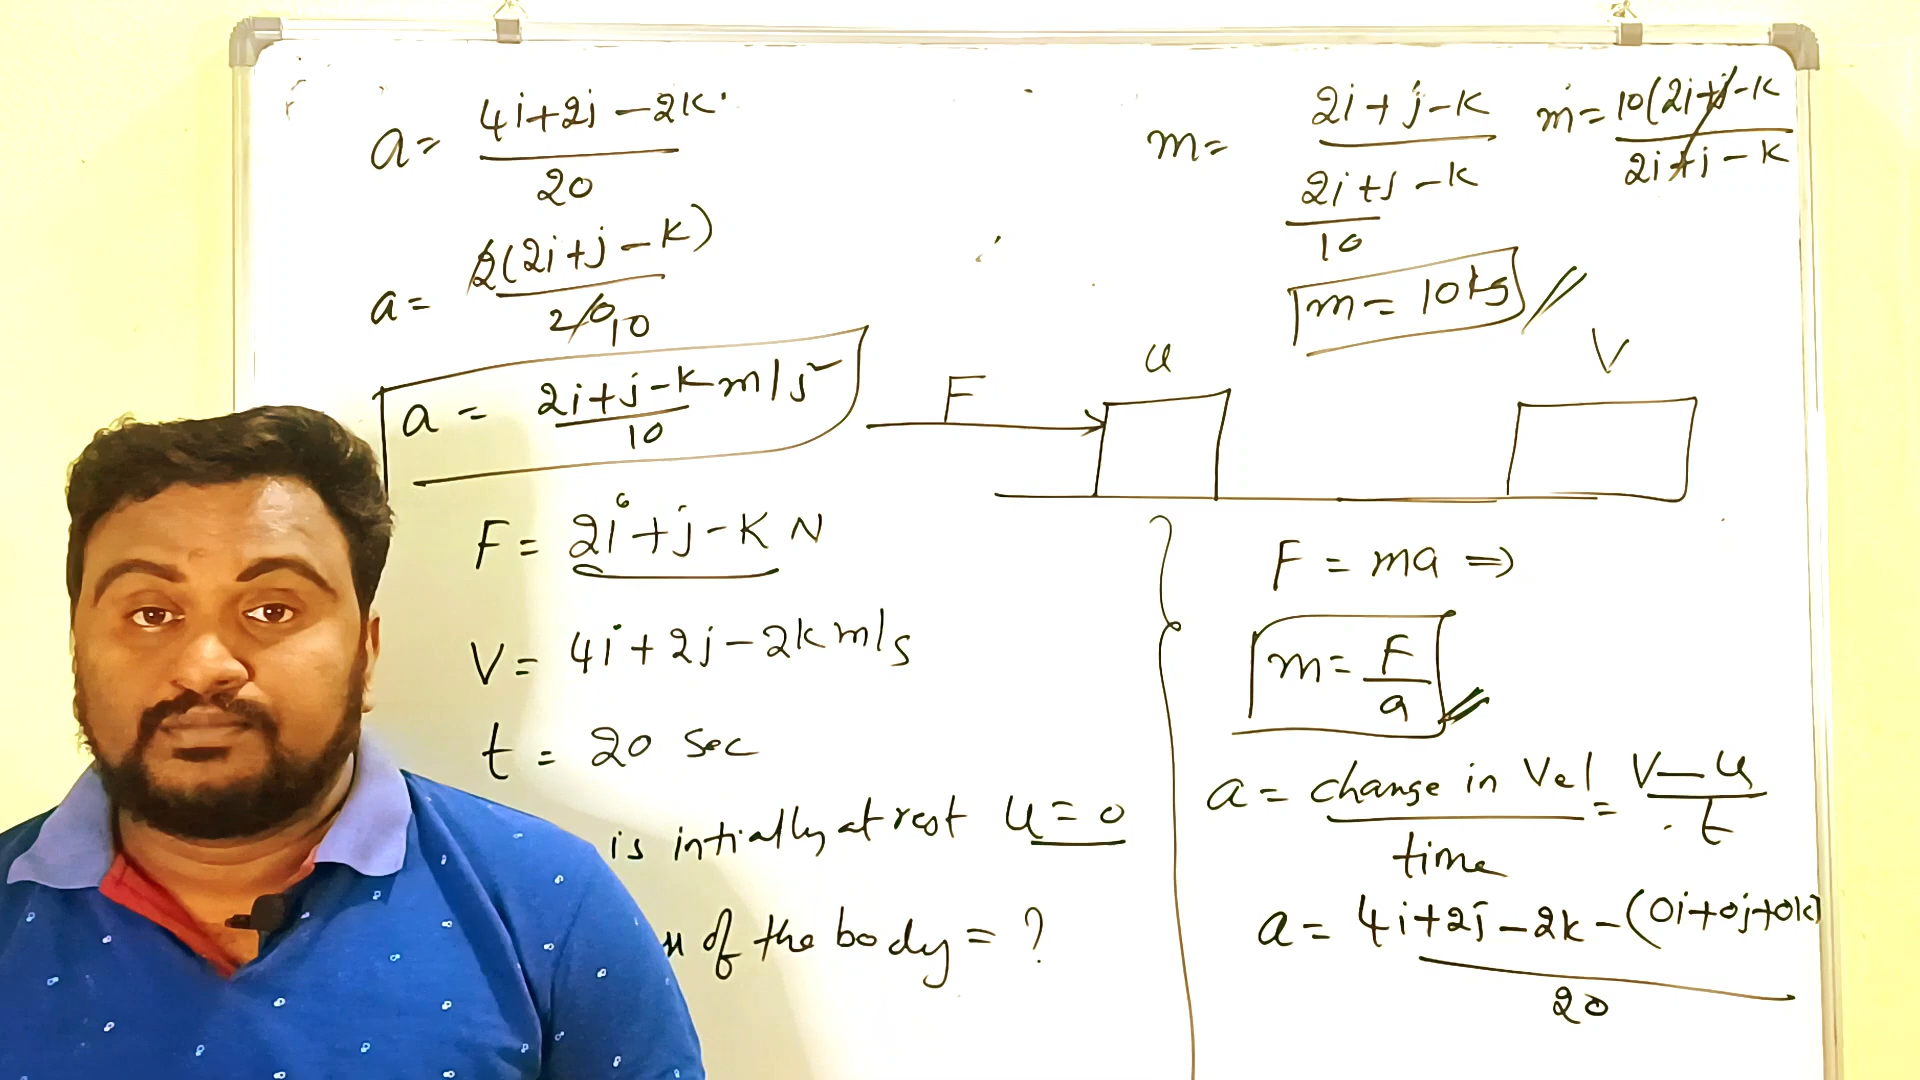 a = 4i+2j-2k
20
a = 2(2i+j-k)
20 10
a = 2i+j-k m/s²
10
F = 2i+j-k N
V = 4i+2j-2k m/s
t = 20 sec
is intially at rest u=0
of the body = ?
m = 2i+j-k
2i+j-k
10
m = 10(2i+j-k
2i+j-k
m = 10kg
F
u
V
F = ma ⇒
m = F
a
a = change in Vel = V-u
time t
a = 4i+2j-2k-(0i+0j+0k)
20